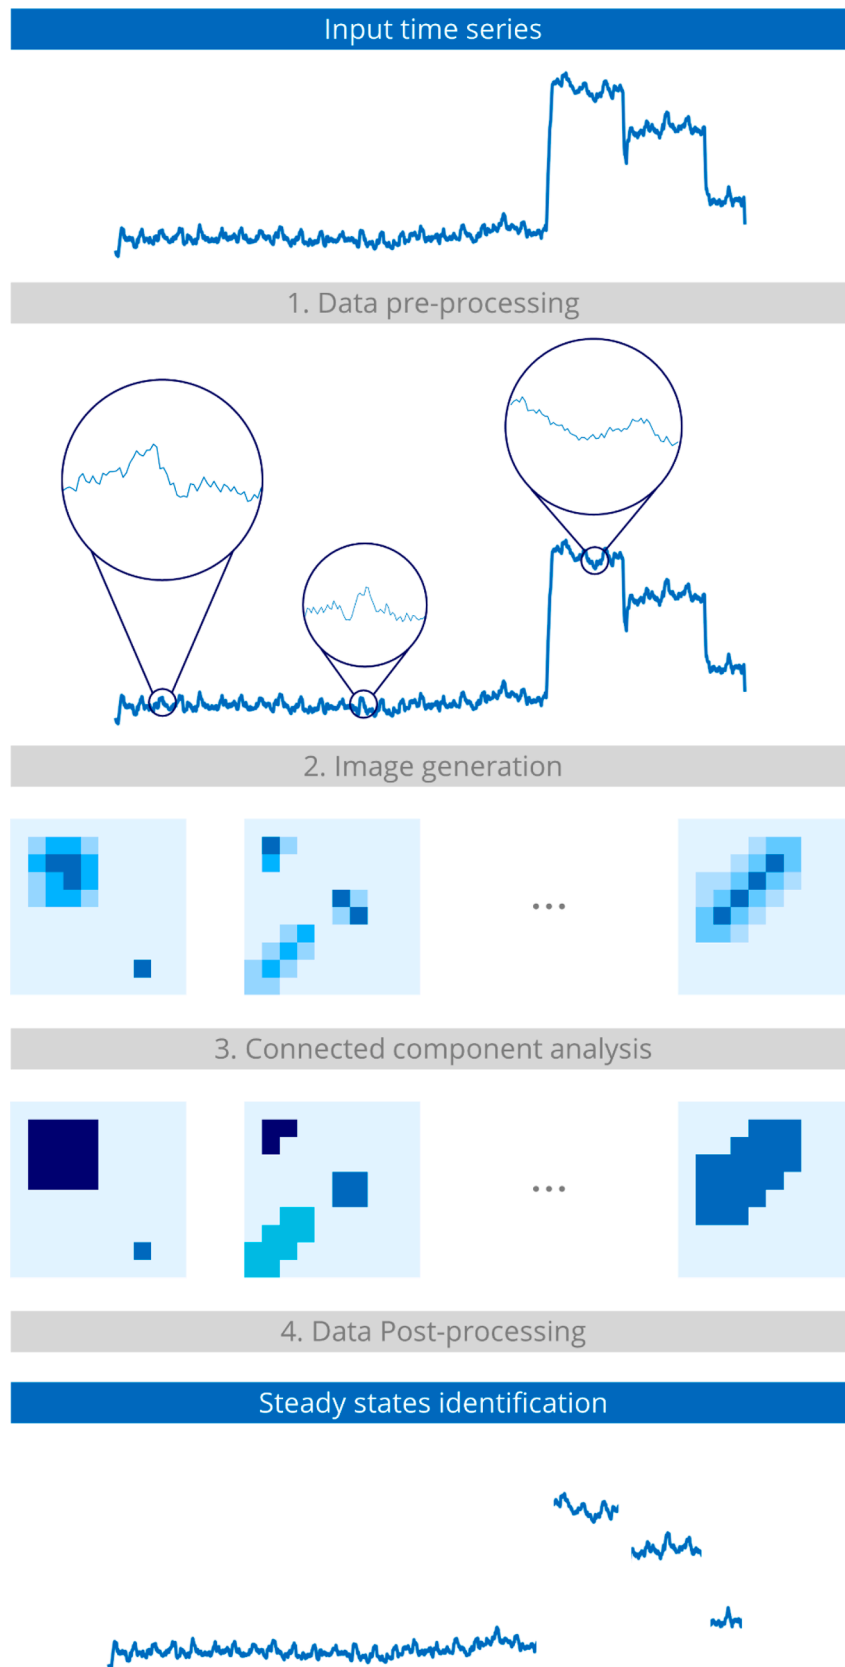 Input time series
1. Data pre-processing
2. Image generation
...
3. Connected component analysis
...
4. Data Post-processing
Steady states identification